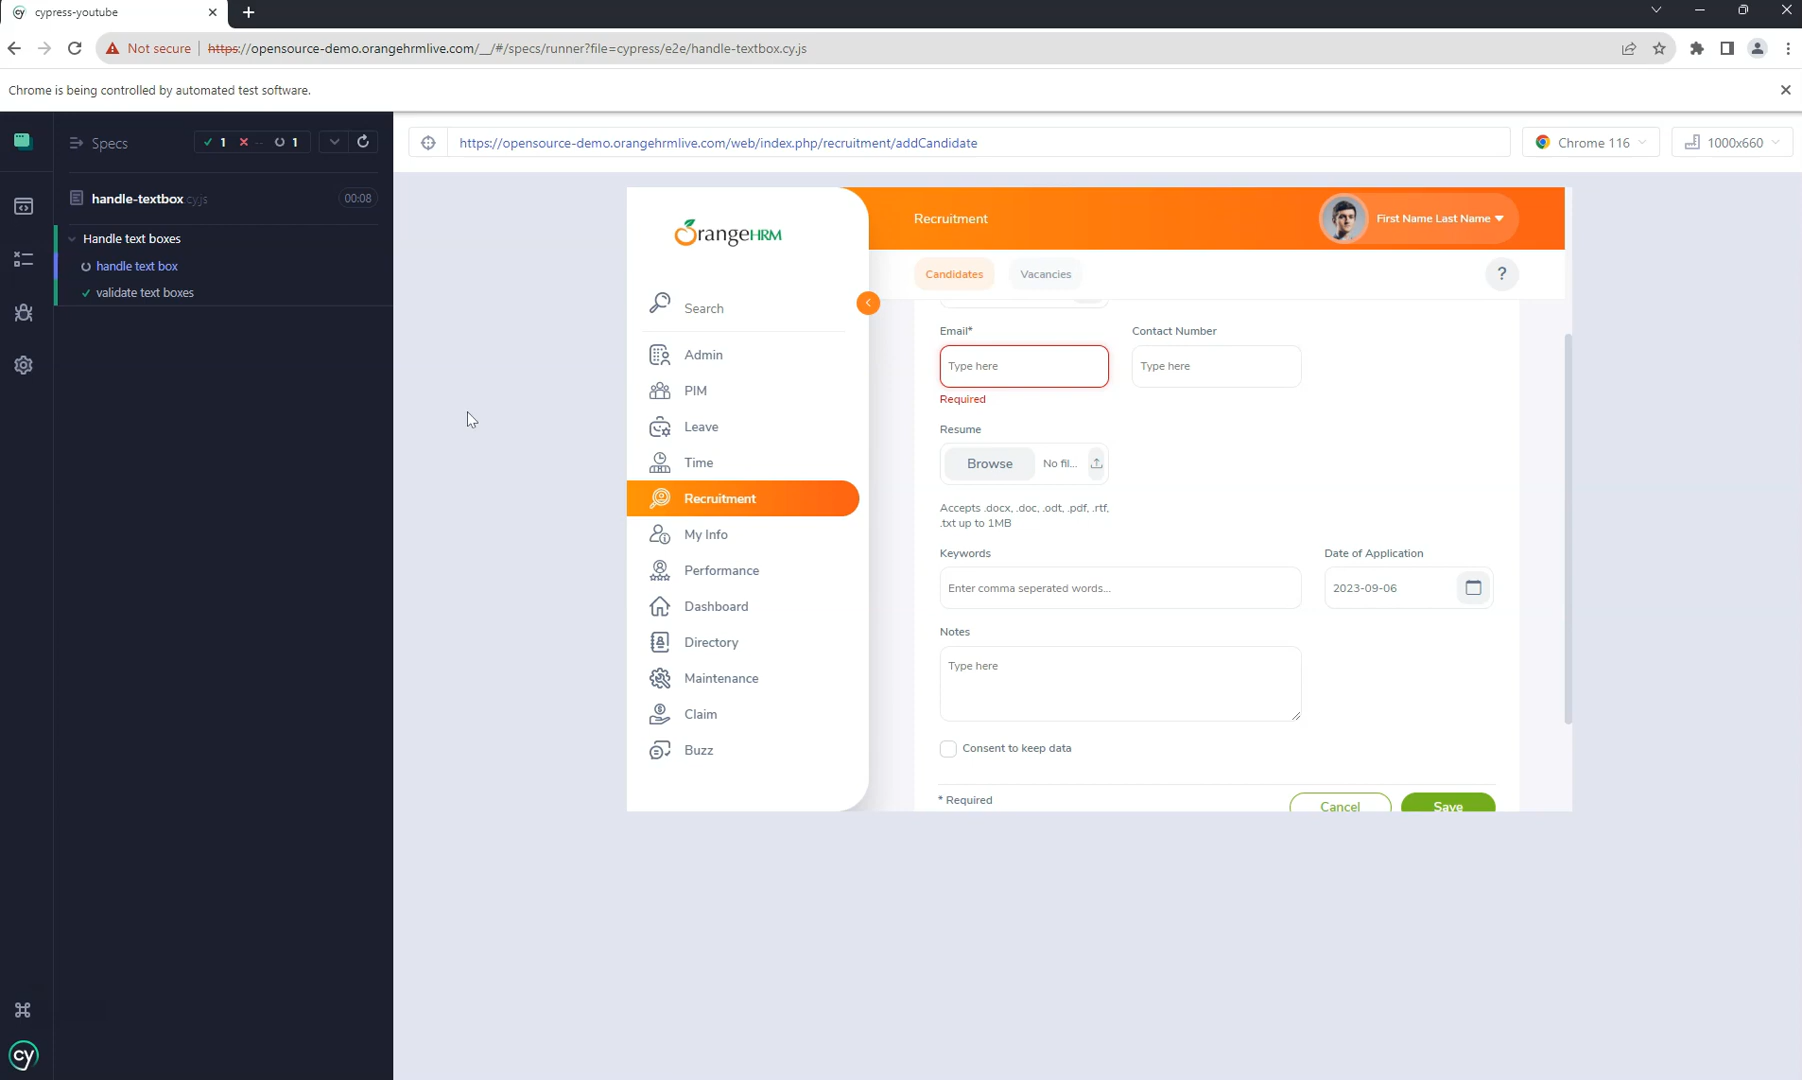 cypress-youtube
Not secure
https://opensource-demo.orangehrmlive.com/__/#/specs/runner?file=cypress/e2e/handle-textbox.cy.js
Chrome is being controlled by automated test software.
Specs
1
--
1
https://opensource-demo.orangehrmlive.com/web/index.php/recruitment/addCandidate
Chrome 116
1000x660
handle-textbox.cy.js
00:08
Handle text boxes
handle text box
validate text boxes
OrangeHRM
Search
Admin
PIM
Leave
Time
Recruitment
My Info
Performance
Dashboard
Directory
Maintenance
Claim
Buzz
Recruitment
First Name Last Name
Candidates
Vacancies
?
Email*
Contact Number
Type here
Type here
Required
Resume
Browse
No fil...
Accepts .docx, .doc, .odt, .pdf, .rtf,
.txt up to 1MB
Keywords
Date of Application
Enter comma seperated words...
2023-09-06
Notes
Type here
Consent to keep data
* Required
Cancel
Save
cy